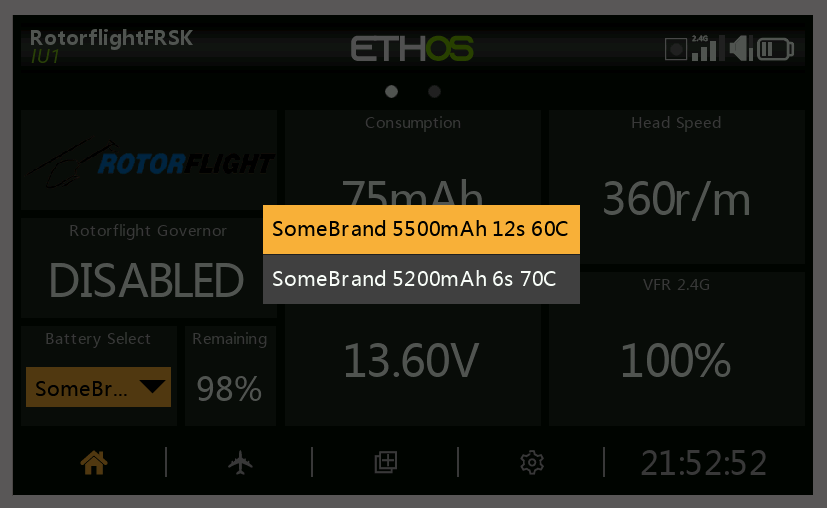 RotorflightFRSK
IU1
ETHOS
2.4G
Consumption
75mAh
Head Speed
360r/m
ROTORFLIGHT
Rotorflight Governor
DISABLED
SomeBrand 5500mAh 12s 60C
SomeBrand 5200mAh 6s 70C
VFR 2.4G
100%
13.60V
Battery Select
SomeBr...
Remaining
98%
21:52:52